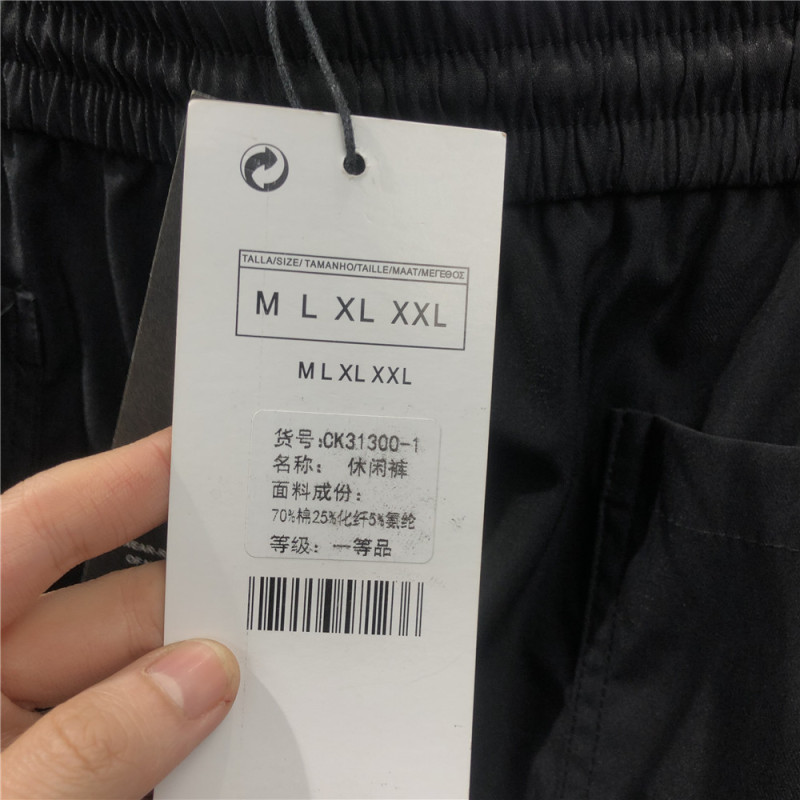 TALLA/SIZE/TAMANHO/TAILLE/MAAT/ΜΕΓΕΘΟΣ
M L XL XXL
M L XL XXL
货号:CK31300-1
名称： 休闲裤
面料成份：
70%棉25%化纤5%氨纶
等级： 一等品